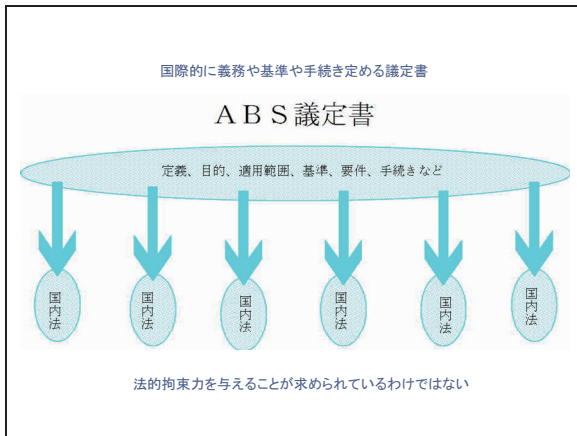 国際的に義務や基準や手続き定める議定書
ABS議定書
定義、目的、適用範囲、基準、要件、手続きなど
国内法
国内法
国内法
国内法
国内法
国内法
法的拘束力を与えることが求められているわけではない